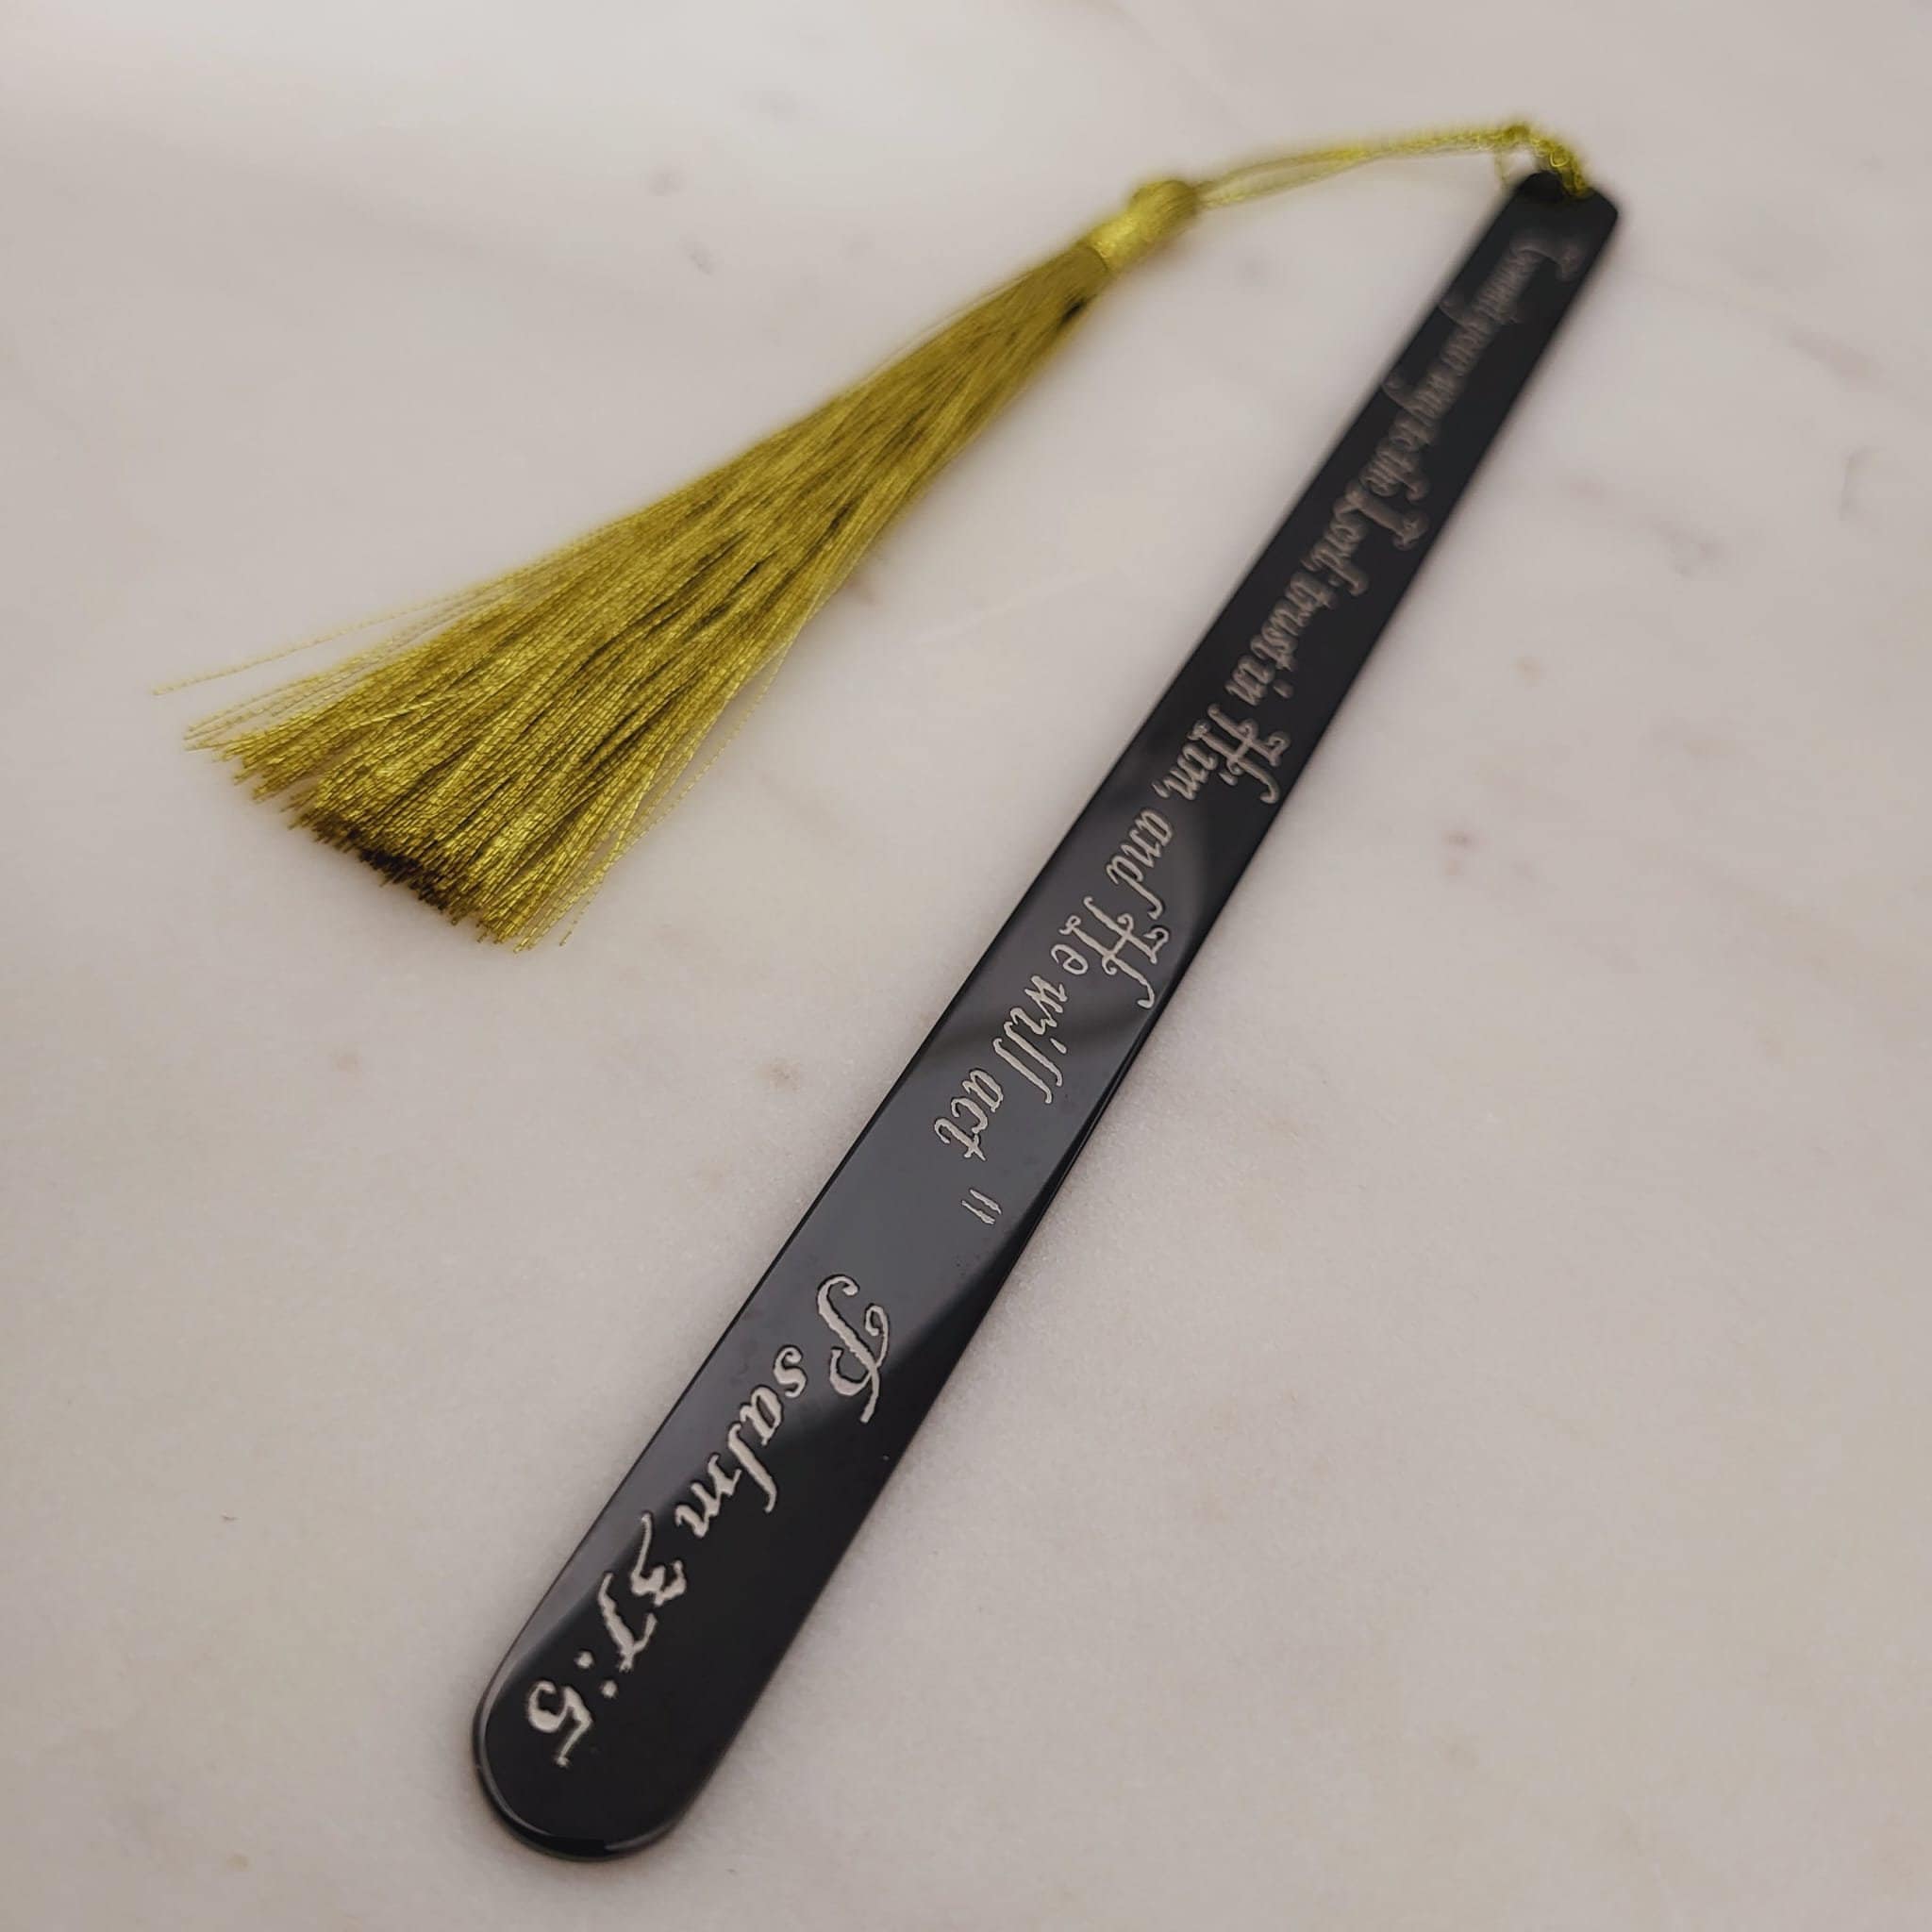 "Commit your way to the Lord, trust in Him, and He will act "
Psalm 37:5